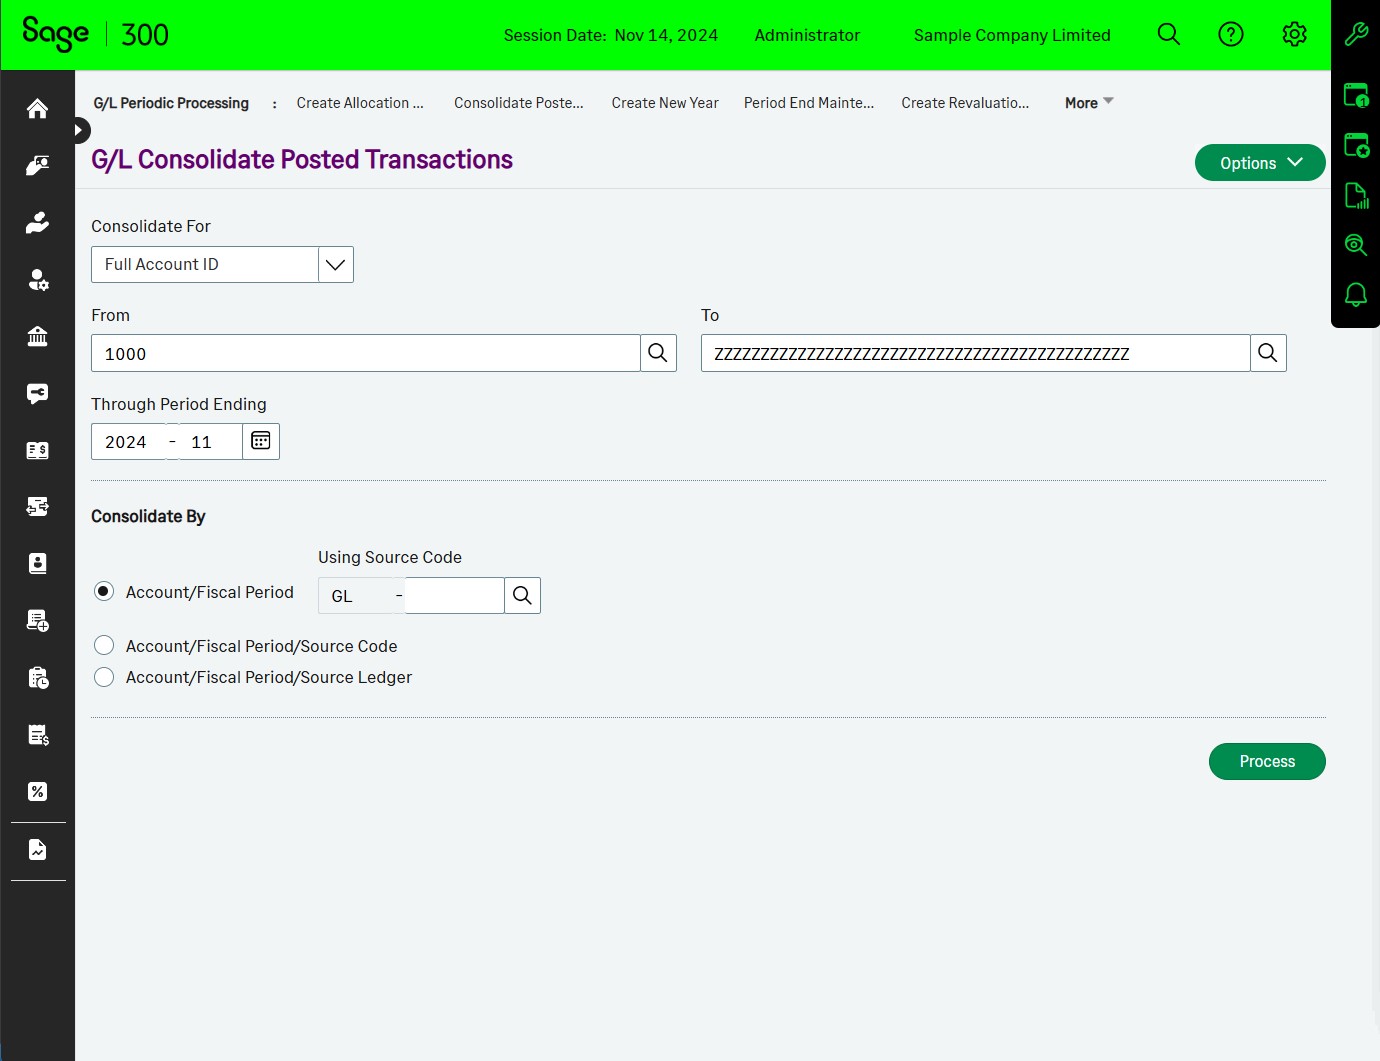 Sage 300
Session Date: Nov 14, 2024 Administrator Sample Company Limited
G/L Periodic Processing : Create Allocation ... Consolidate Poste... Create New Year Period End Mainte... Create Revaluatio... More
G/L Consolidate Posted Transactions
Options
Consolidate For
Full Account ID
From To
1000 ZZZZZZZZZZZZZZZZZZZZZZZZZZZZZZZZZZZZZZZZZZZZZ
Through Period Ending
2024 - 11
Consolidate By
Using Source Code
Account/Fiscal Period GL -
Account/Fiscal Period/Source Code
Account/Fiscal Period/Source Ledger
Process